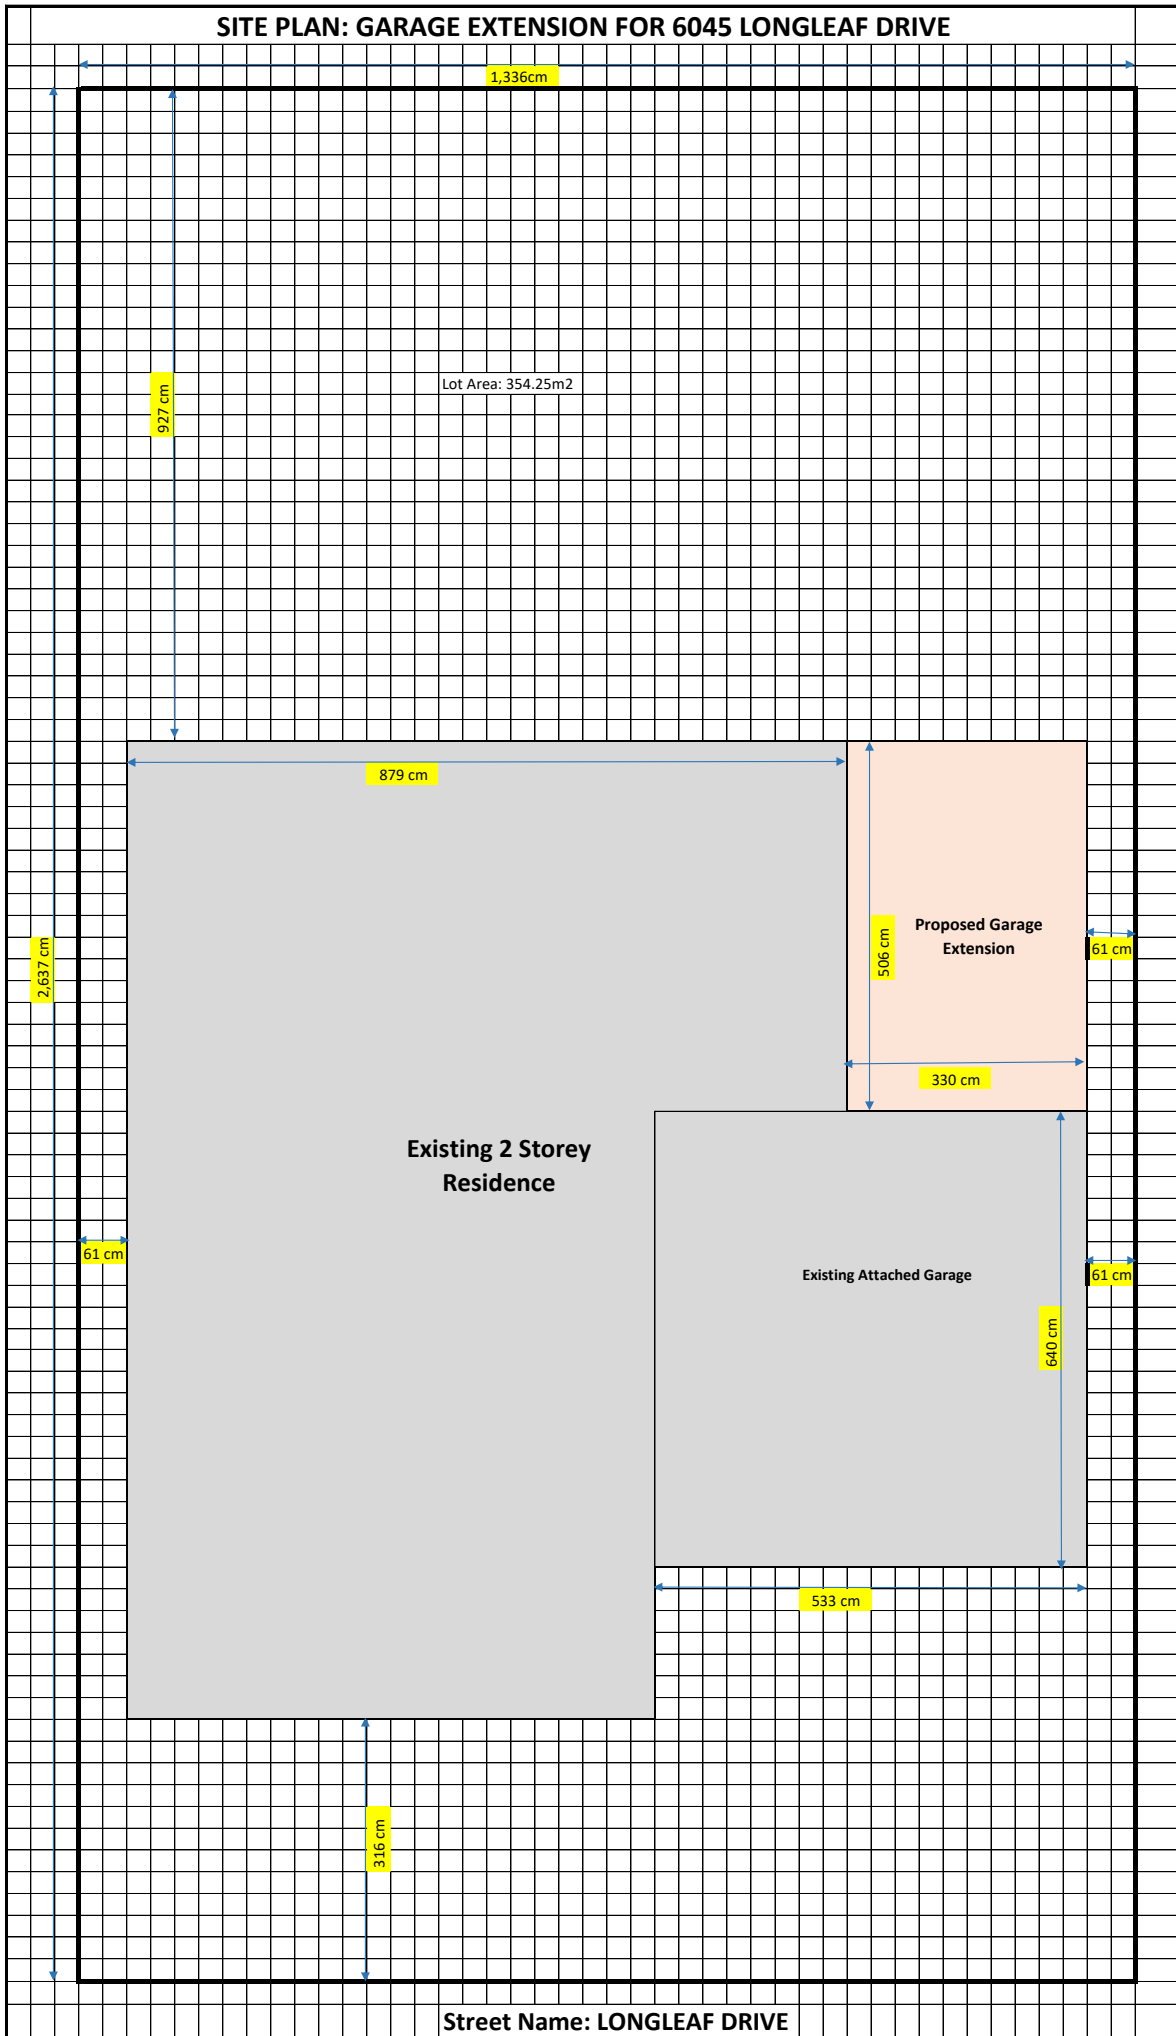 SITE PLAN: GARAGE EXTENSION FOR 6045 LONGLEAF DRIVE
1,336cm
Lot Area: 354.25m2
927 cm
879 cm
Proposed Garage
Extension
506 cm
61 cm
2,637 cm
330 cm
Existing 2 Storey
Residence
61 cm
Existing Attached Garage
61 cm
640 cm
533 cm
316 cm
Street Name: LONGLEAF DRIVE